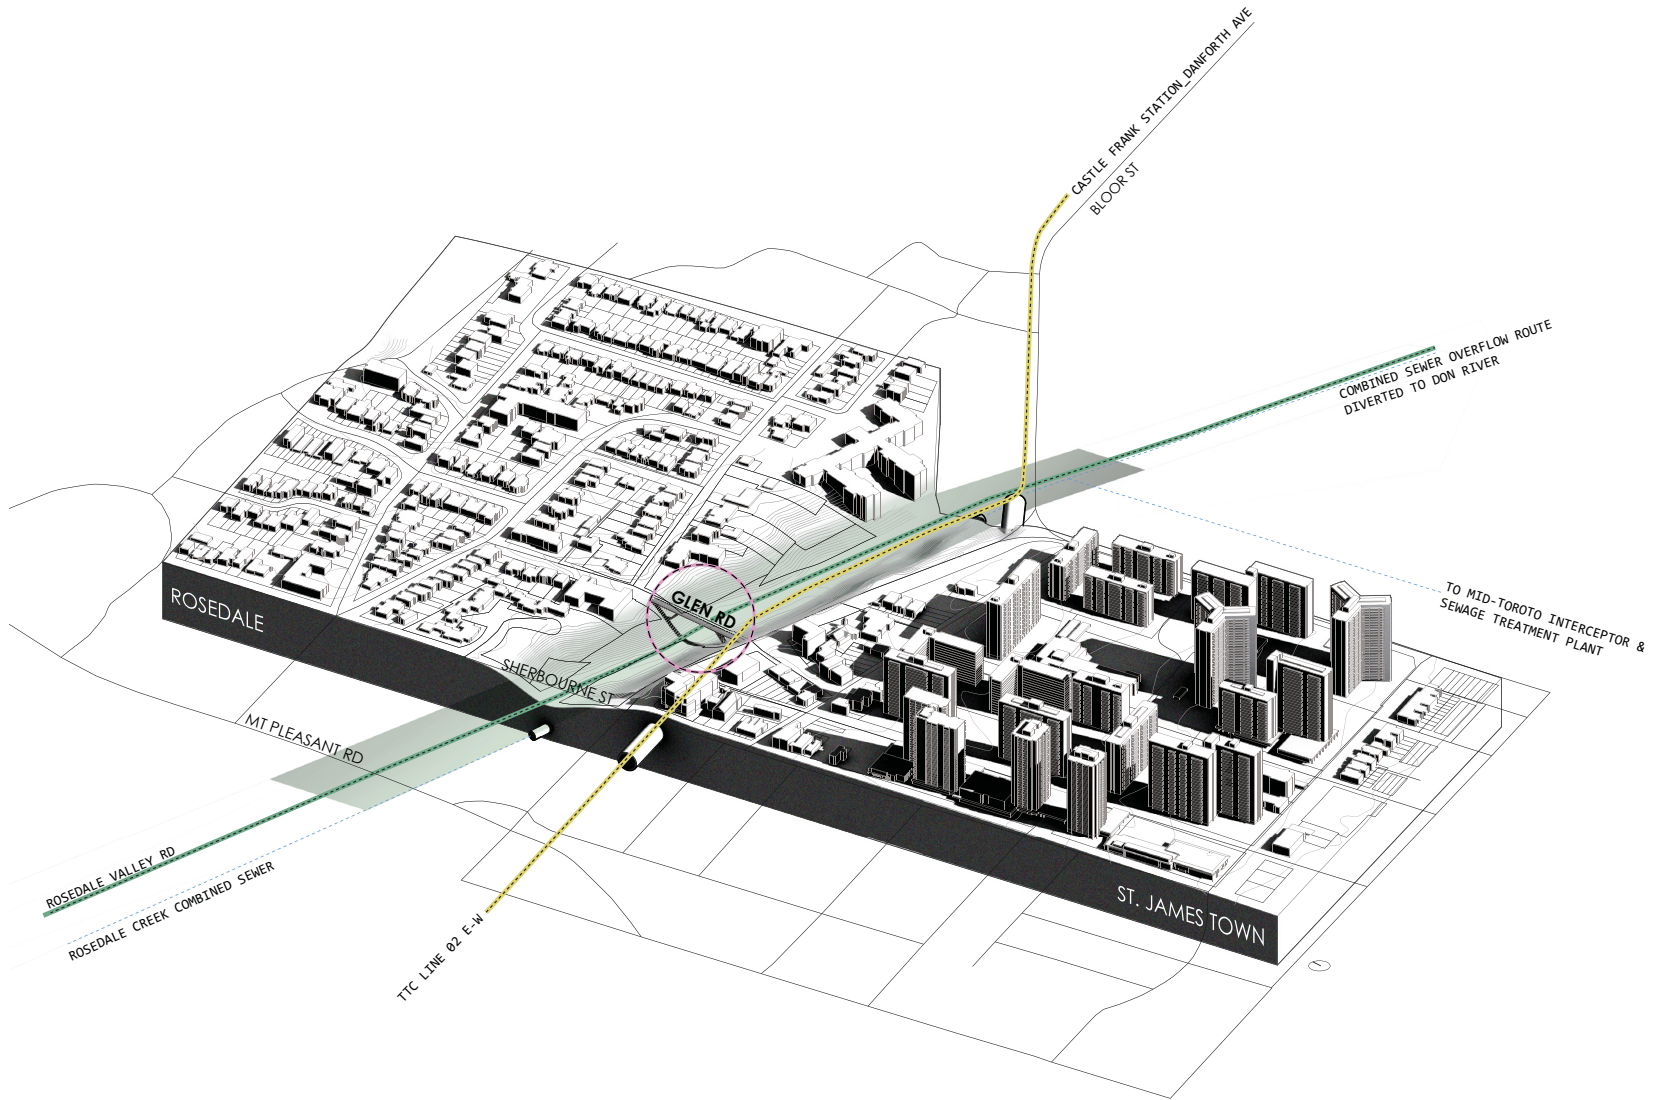 CASTLE FRANK STATION_DANFORTH AVE
BLOOR ST
COMBINED SEWER OVERFLOW ROUTE
DIVERTED TO DON RIVER
TO MID-TOROTO INTERCEPTOR &
SEWAGE TREATMENT PLANT
ROSEDALE
GLEN RD
SHERBOURNE ST
MT PLEASANT RD
ROSEDALE VALLEY RD
ROSEDALE CREEK COMBINED SEWER
TTC LINE 02 E-W
ST. JAMES TOWN